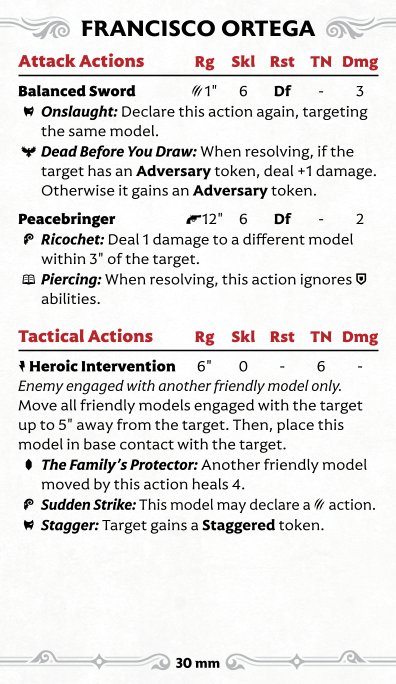 FRANCISCO ORTEGA
Attack Actions Rg Skl Rst TN Dmg
Balanced Sword 1" 6 Df - 3
Onslaught: Declare this action again, targeting
the same model.
Dead Before You Draw: When resolving, if the
target has an Adversary token, deal +1 damage.
Otherwise it gains an Adversary token.
Peacebringer 12" 6 Df - 2
Ricochet: Deal 1 damage to a different model
within 3" of the target.
Piercing: When resolving, this action ignores
abilities.
Tactical Actions Rg Skl Rst TN Dmg
Heroic Intervention 6" 0 - 6 -
Enemy engaged with another friendly model only.
Move all friendly models engaged with the target
up to 5" away from the target. Then, place this
model in base contact with the target.
The Family's Protector: Another friendly model
moved by this action heals 4.
Sudden Strike: This model may declare a action.
Stagger: Target gains a Staggered token.
30 mm